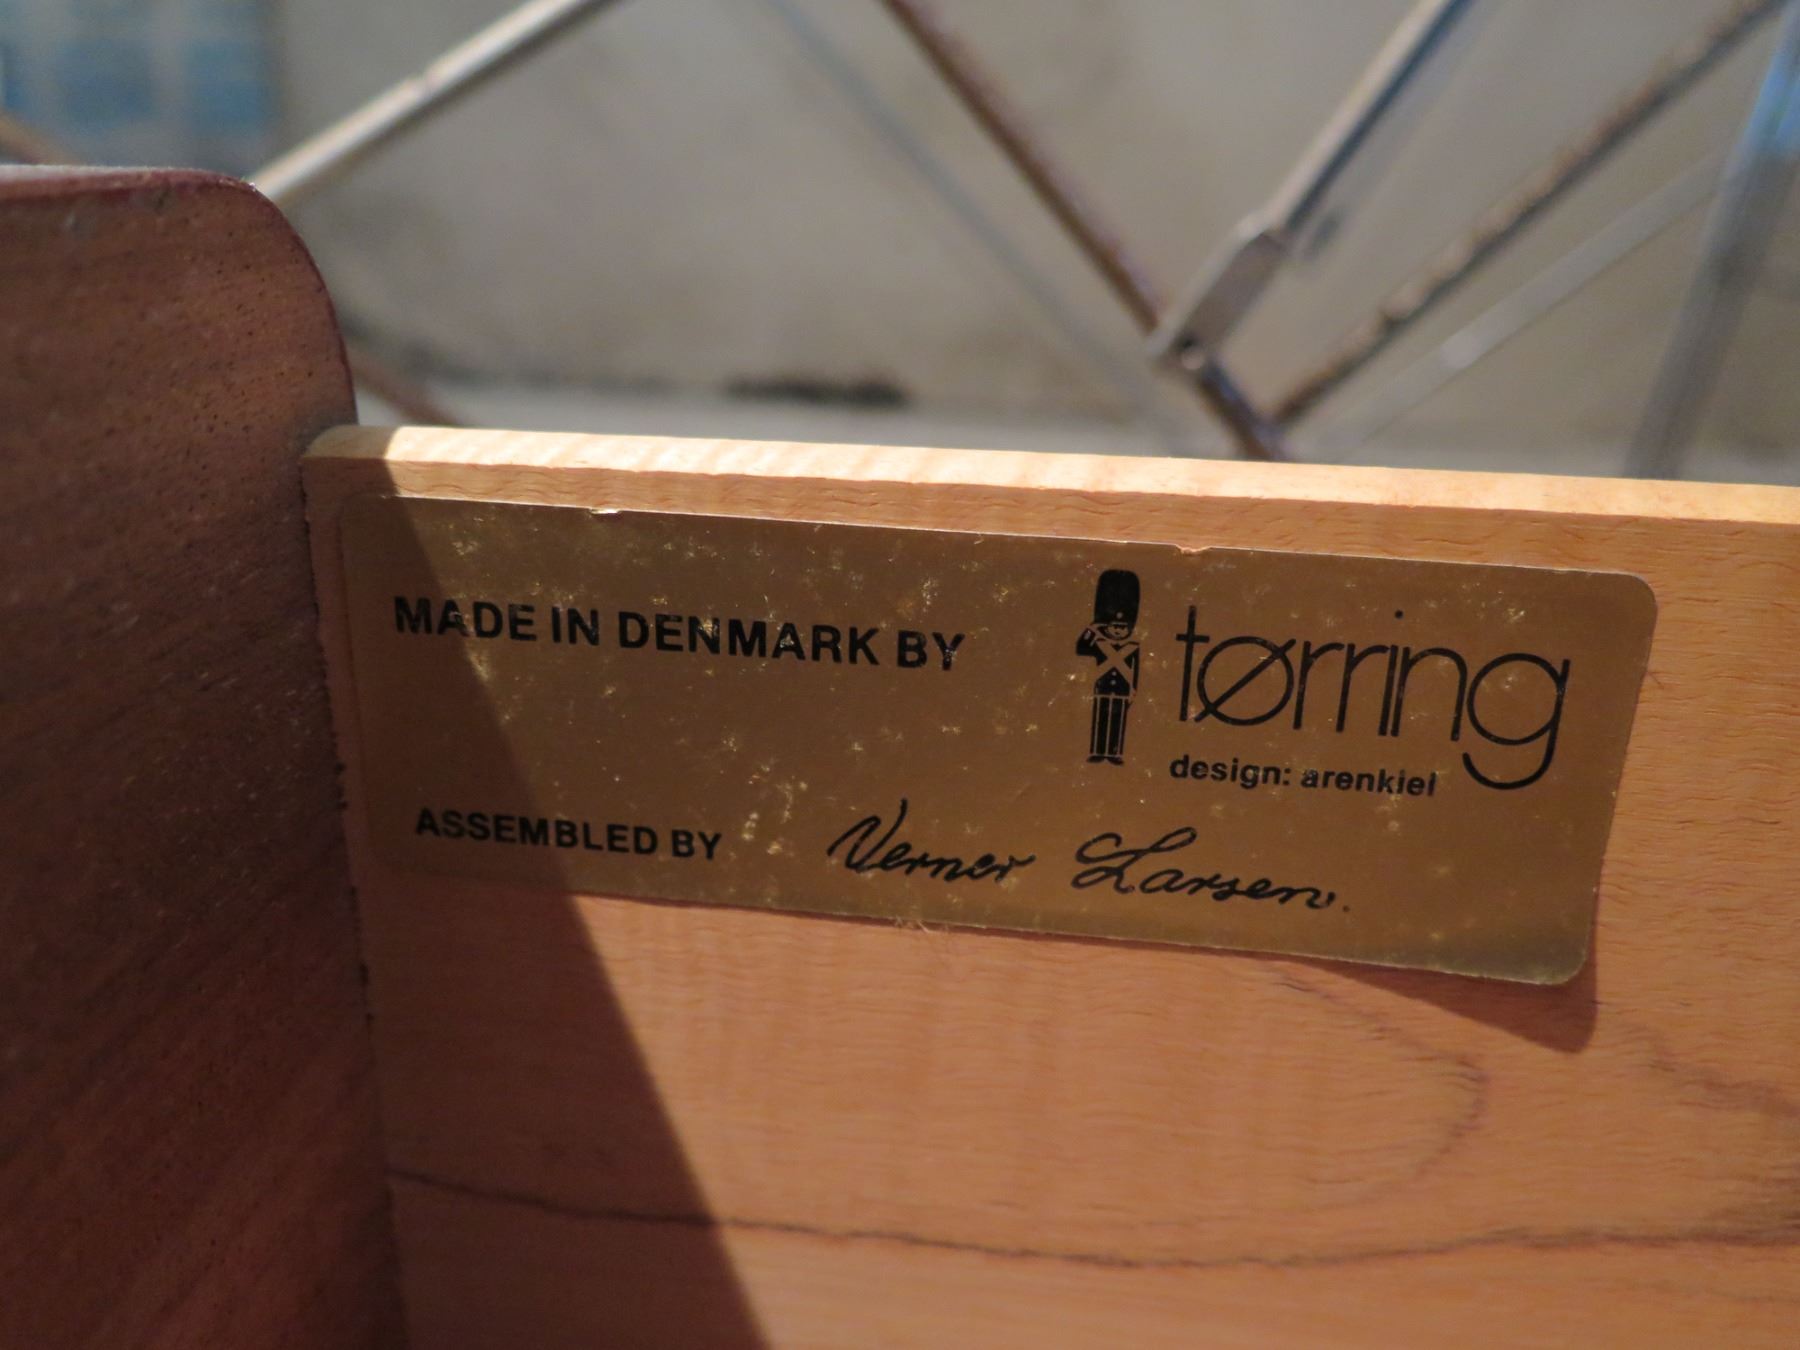 MADE IN DENMARK BY
tørring
design: arenkiel
ASSEMBLED BY Verner Larsen.